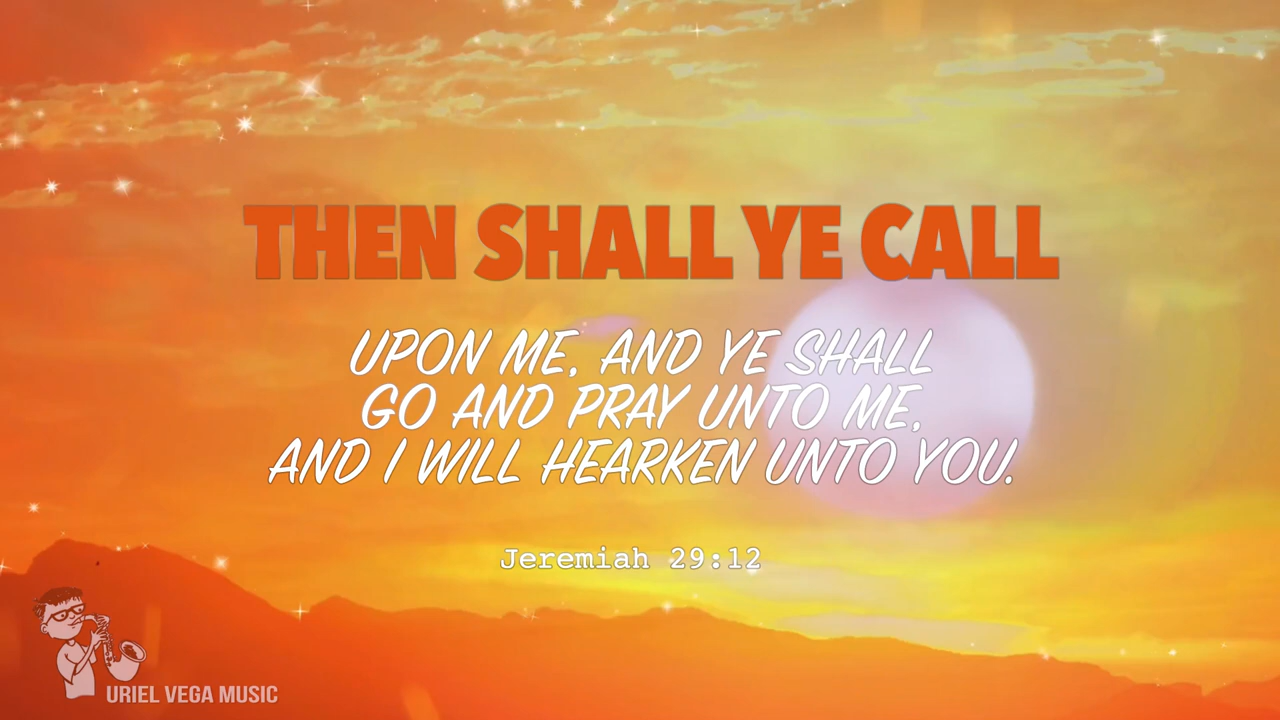 THEN SHALL YE CALL
UPON ME, AND YE SHALL
GO AND PRAY UNTO ME,
AND I WILL HEARKEN UNTO YOU.
Jeremiah 29:12
URIEL VEGA MUSIC